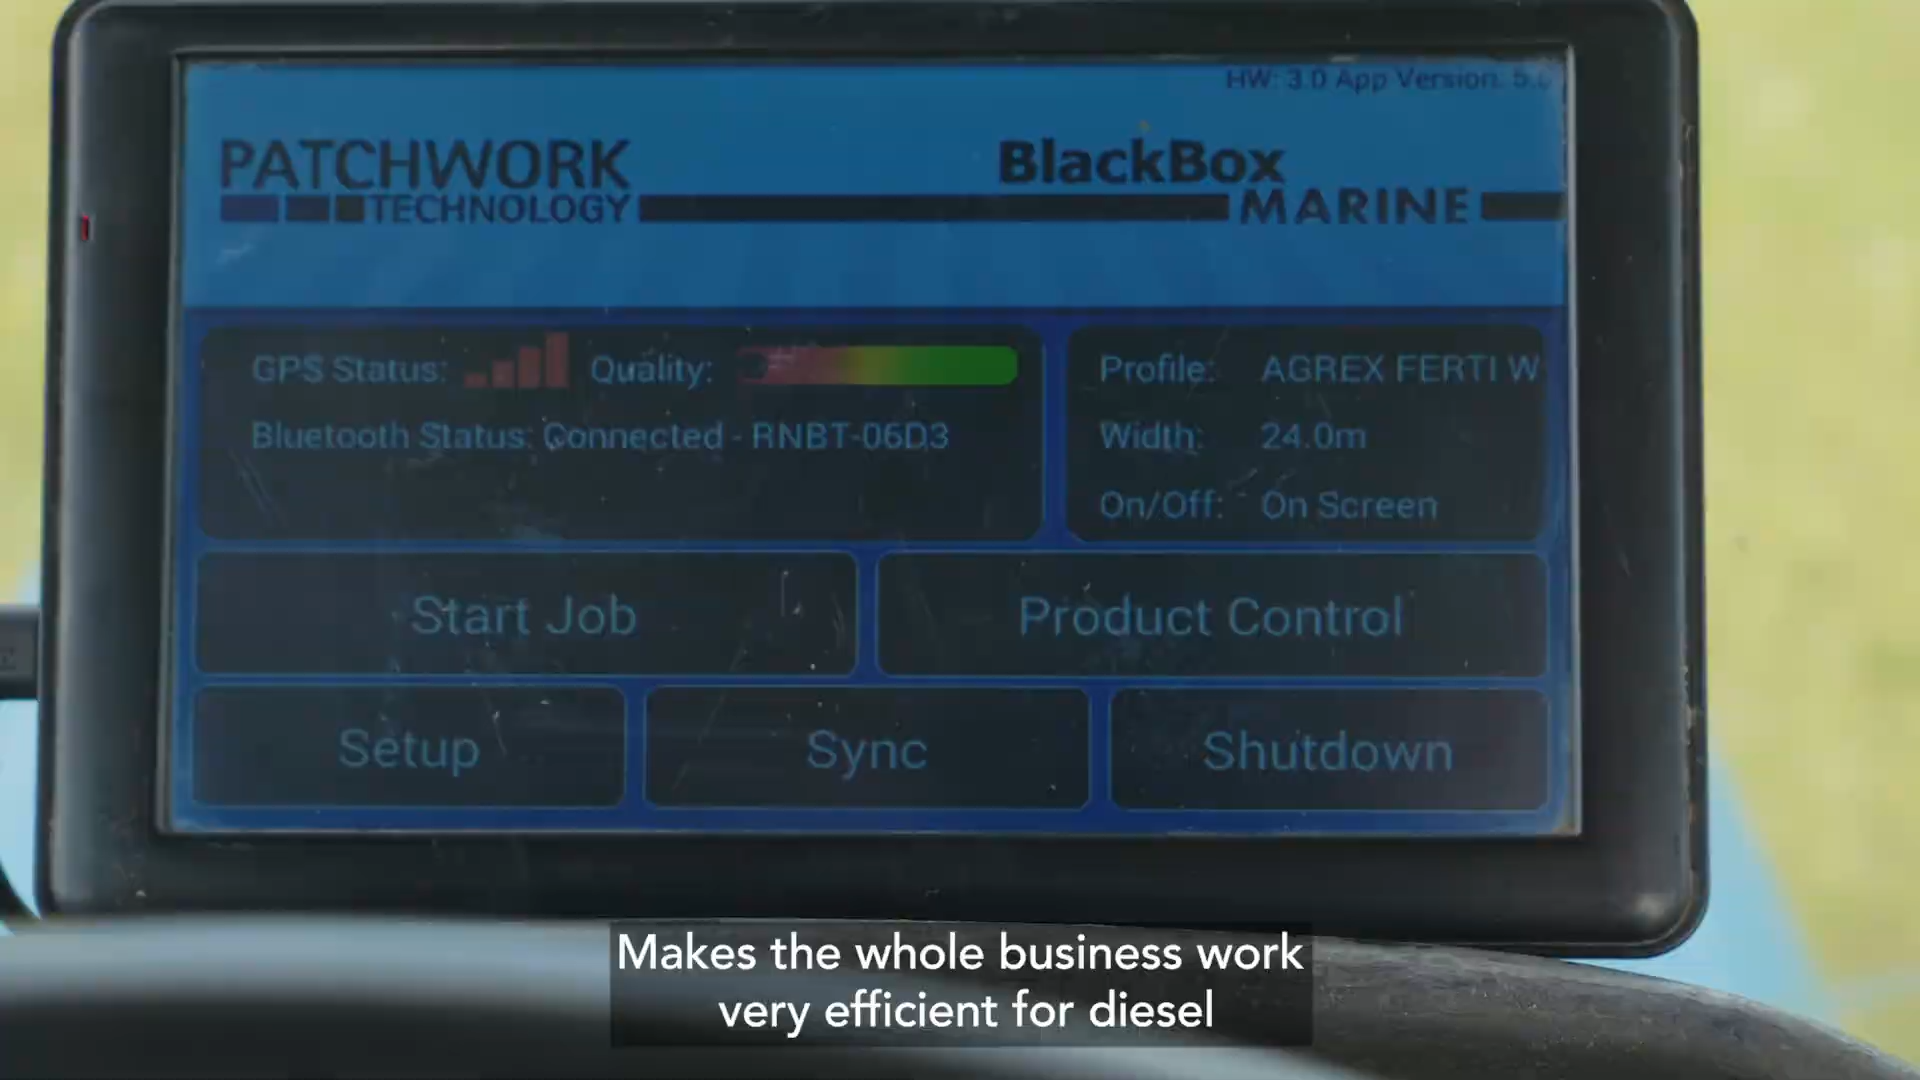 HW: 3.0 App Version: 5.
PATCHWORK
TECHNOLOGY
BlackBox
MARINE
GPS Status: Quality:
Bluetooth Status: Connected - RNBT-06D3
Profile: AGREX FERTI W
Width: 24.0m
On/Off: On Screen
Start Job
Product Control
Setup
Sync
Shutdown
Makes the whole business work
very efficient for diesel